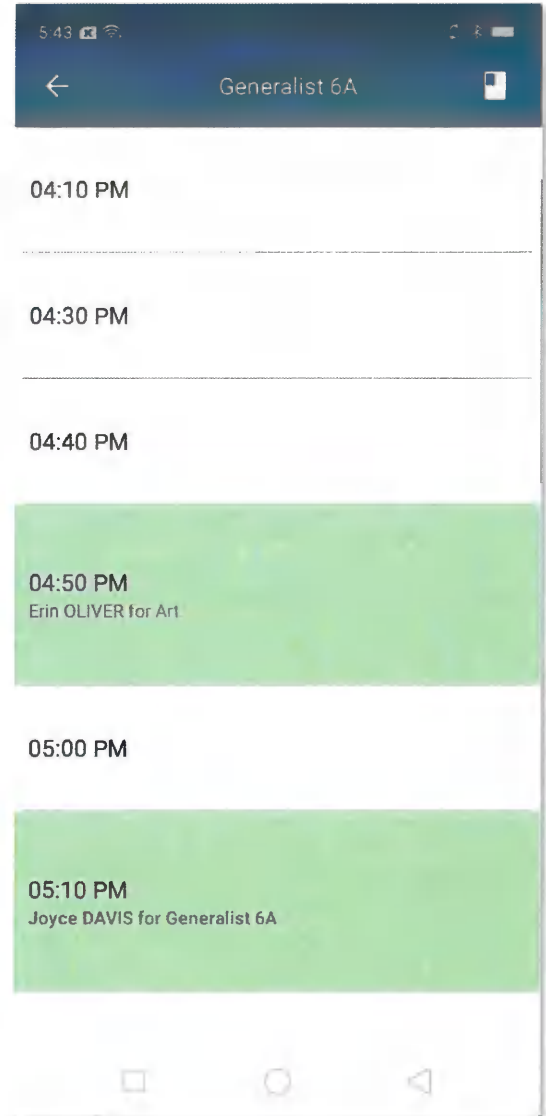 5:43
Generalist 6A
04:10 PM
04:30 PM
04:40 PM
04:50 PM
Erin OLIVER for Art
05:00 PM
05:10 PM
Joyce DAVIS for Generalist 6A